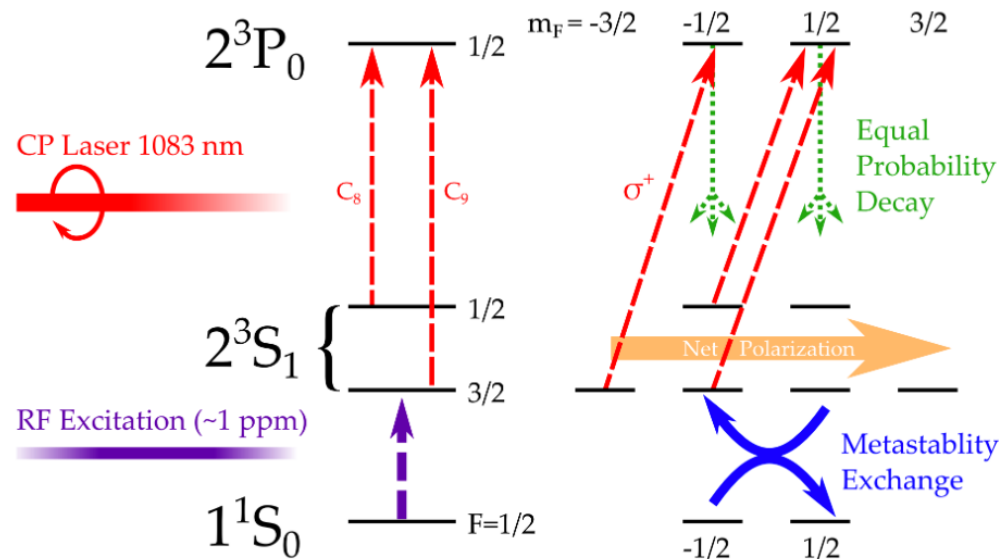 2³P₀
1/2
m_F = -3/2
-1/2
1/2
3/2
CP Laser 1083 nm
C₈
C₉
σ⁺
Equal
Probability
Decay
1/2
2³S₁
Net Polarization
3/2
RF Excitation (~1 ppm)
Metastablity
Exchange
1¹S₀
F=1/2
-1/2
1/2